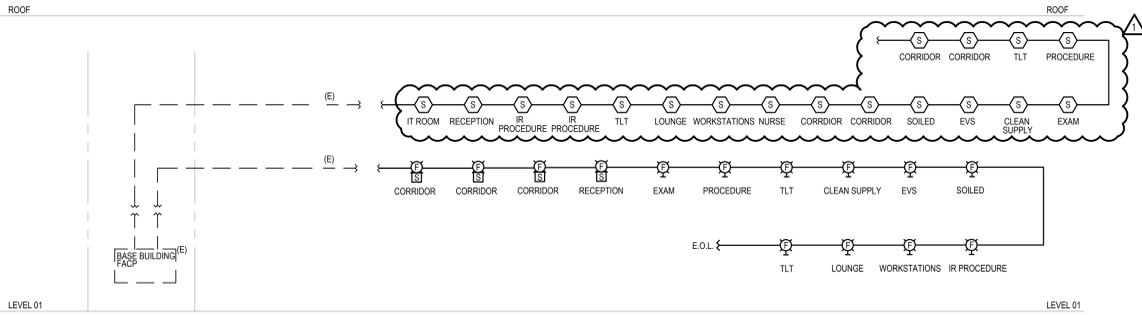 ROOF ROOF
1
S S S S
CORRIDOR CORRIDOR TLT PROCEDURE
(E)
S S S S S S S S S S S S S S
IT ROOM RECEPTION IR PROCEDURE IR PROCEDURE TLT LOUNGE WORKSTATIONS NURSE CORRDIOR CORRIDOR SOILED EVS CLEAN SUPPLY EXAM
(E)
F F F F F F F F F F
S S S S
CORRIDOR CORRIDOR CORRIDOR RECEPTION EXAM PROCEDURE TLT CLEAN SUPPLY EVS SOILED
E.O.L. F F F F
TLT LOUNGE WORKSTATIONS IR PROCEDURE
BASE BUILDING (E)
FACP
LEVEL 01 LEVEL 01